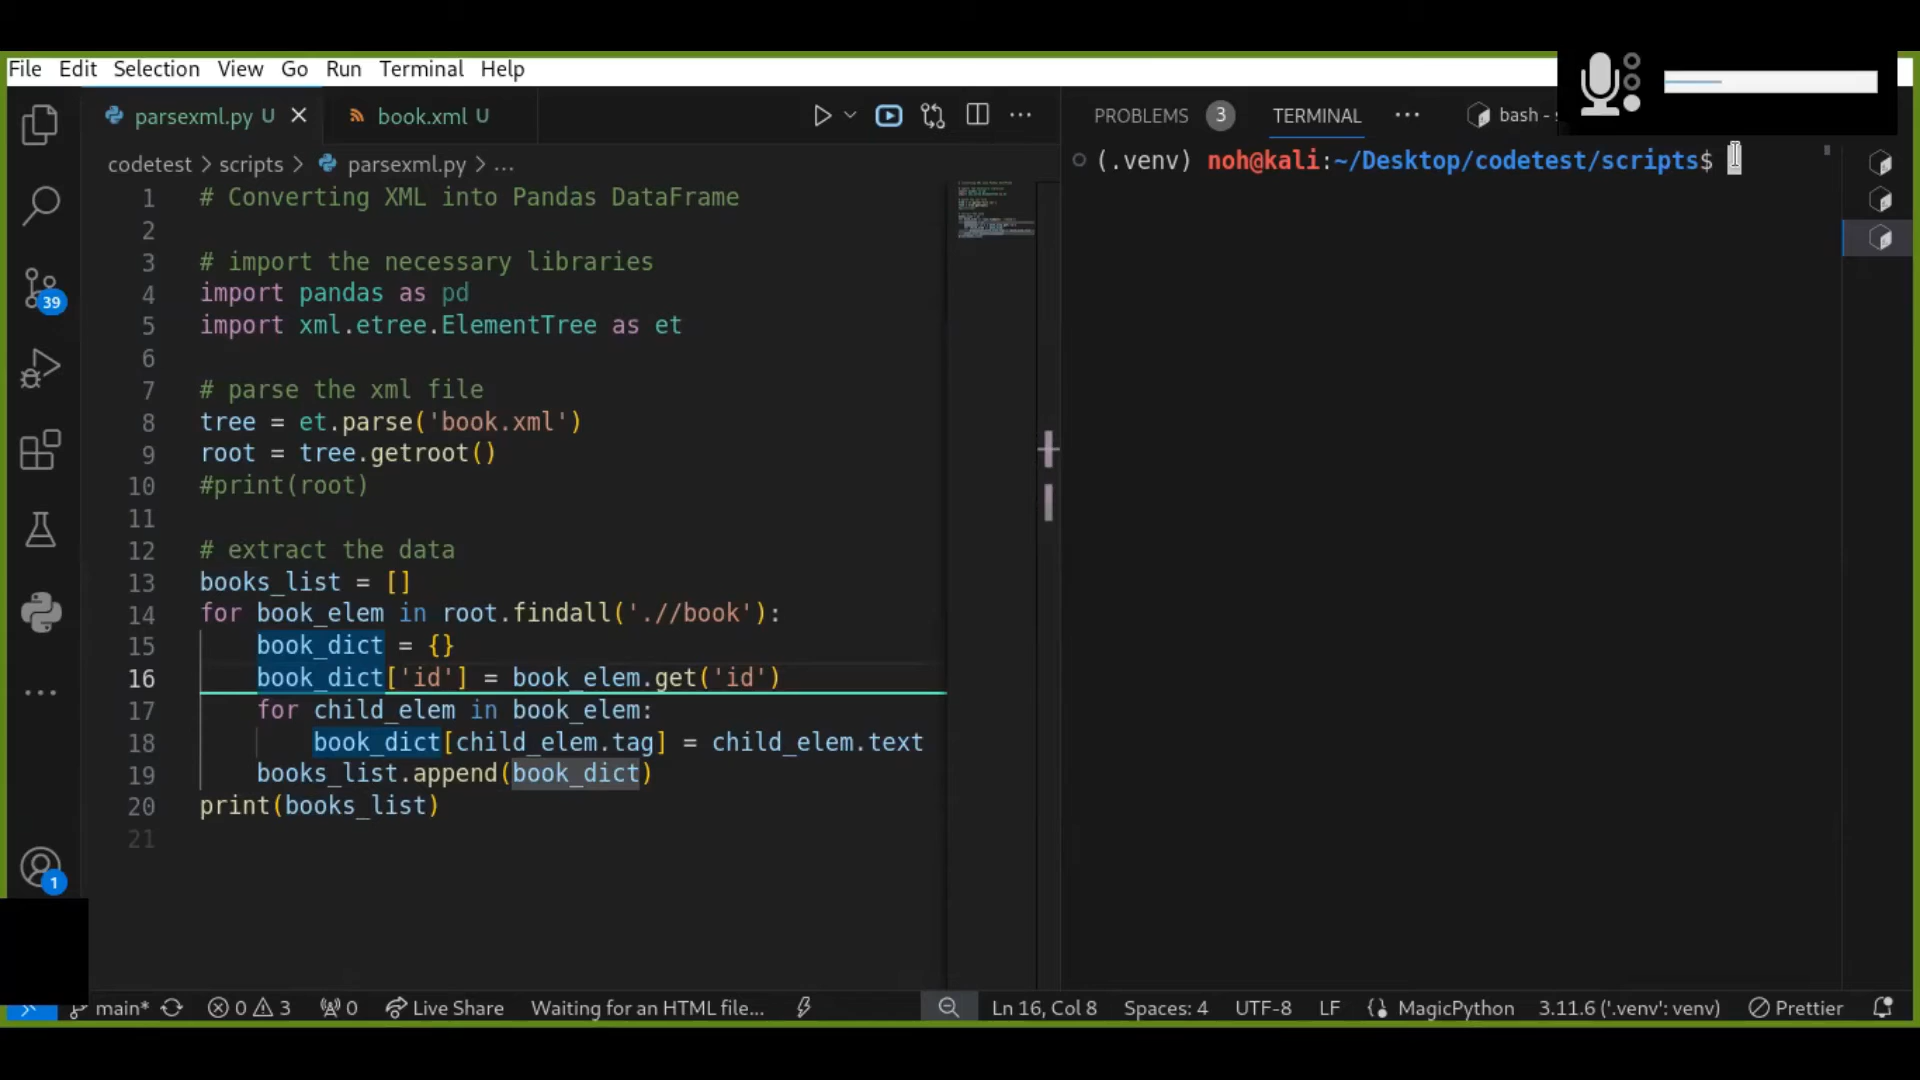 File Edit Selection View Go Run Terminal Help
parsexml.py U
book.xml U
PROBLEMS 3 TERMINAL
bash -
codetest > scripts > parsexml.py > ...
(.venv) noh@kali:~/Desktop/codetest/scripts$
1 # Converting XML into Pandas DataFrame
2
3 # import the necessary libraries
4 import pandas as pd
5 import xml.etree.ElementTree as et
6
7 # parse the xml file
8 tree = et.parse('book.xml')
9 root = tree.getroot()
10 #print(root)
11
12 # extract the data
13 books_list = []
14 for book_elem in root.findall('.//book'):
15 book_dict = {}
16 book_dict['id'] = book_elem.get('id')
17 for child_elem in book_elem:
18 book_dict[child_elem.tag] = child_elem.text
19 books_list.append(book_dict)
20 print(books_list)
21
39
1
main* 0 3 0 Live Share Waiting for an HTML file... Ln 16, Col 8 Spaces: 4 UTF-8 LF MagicPython 3.11.6 ('.venv': venv) Prettier